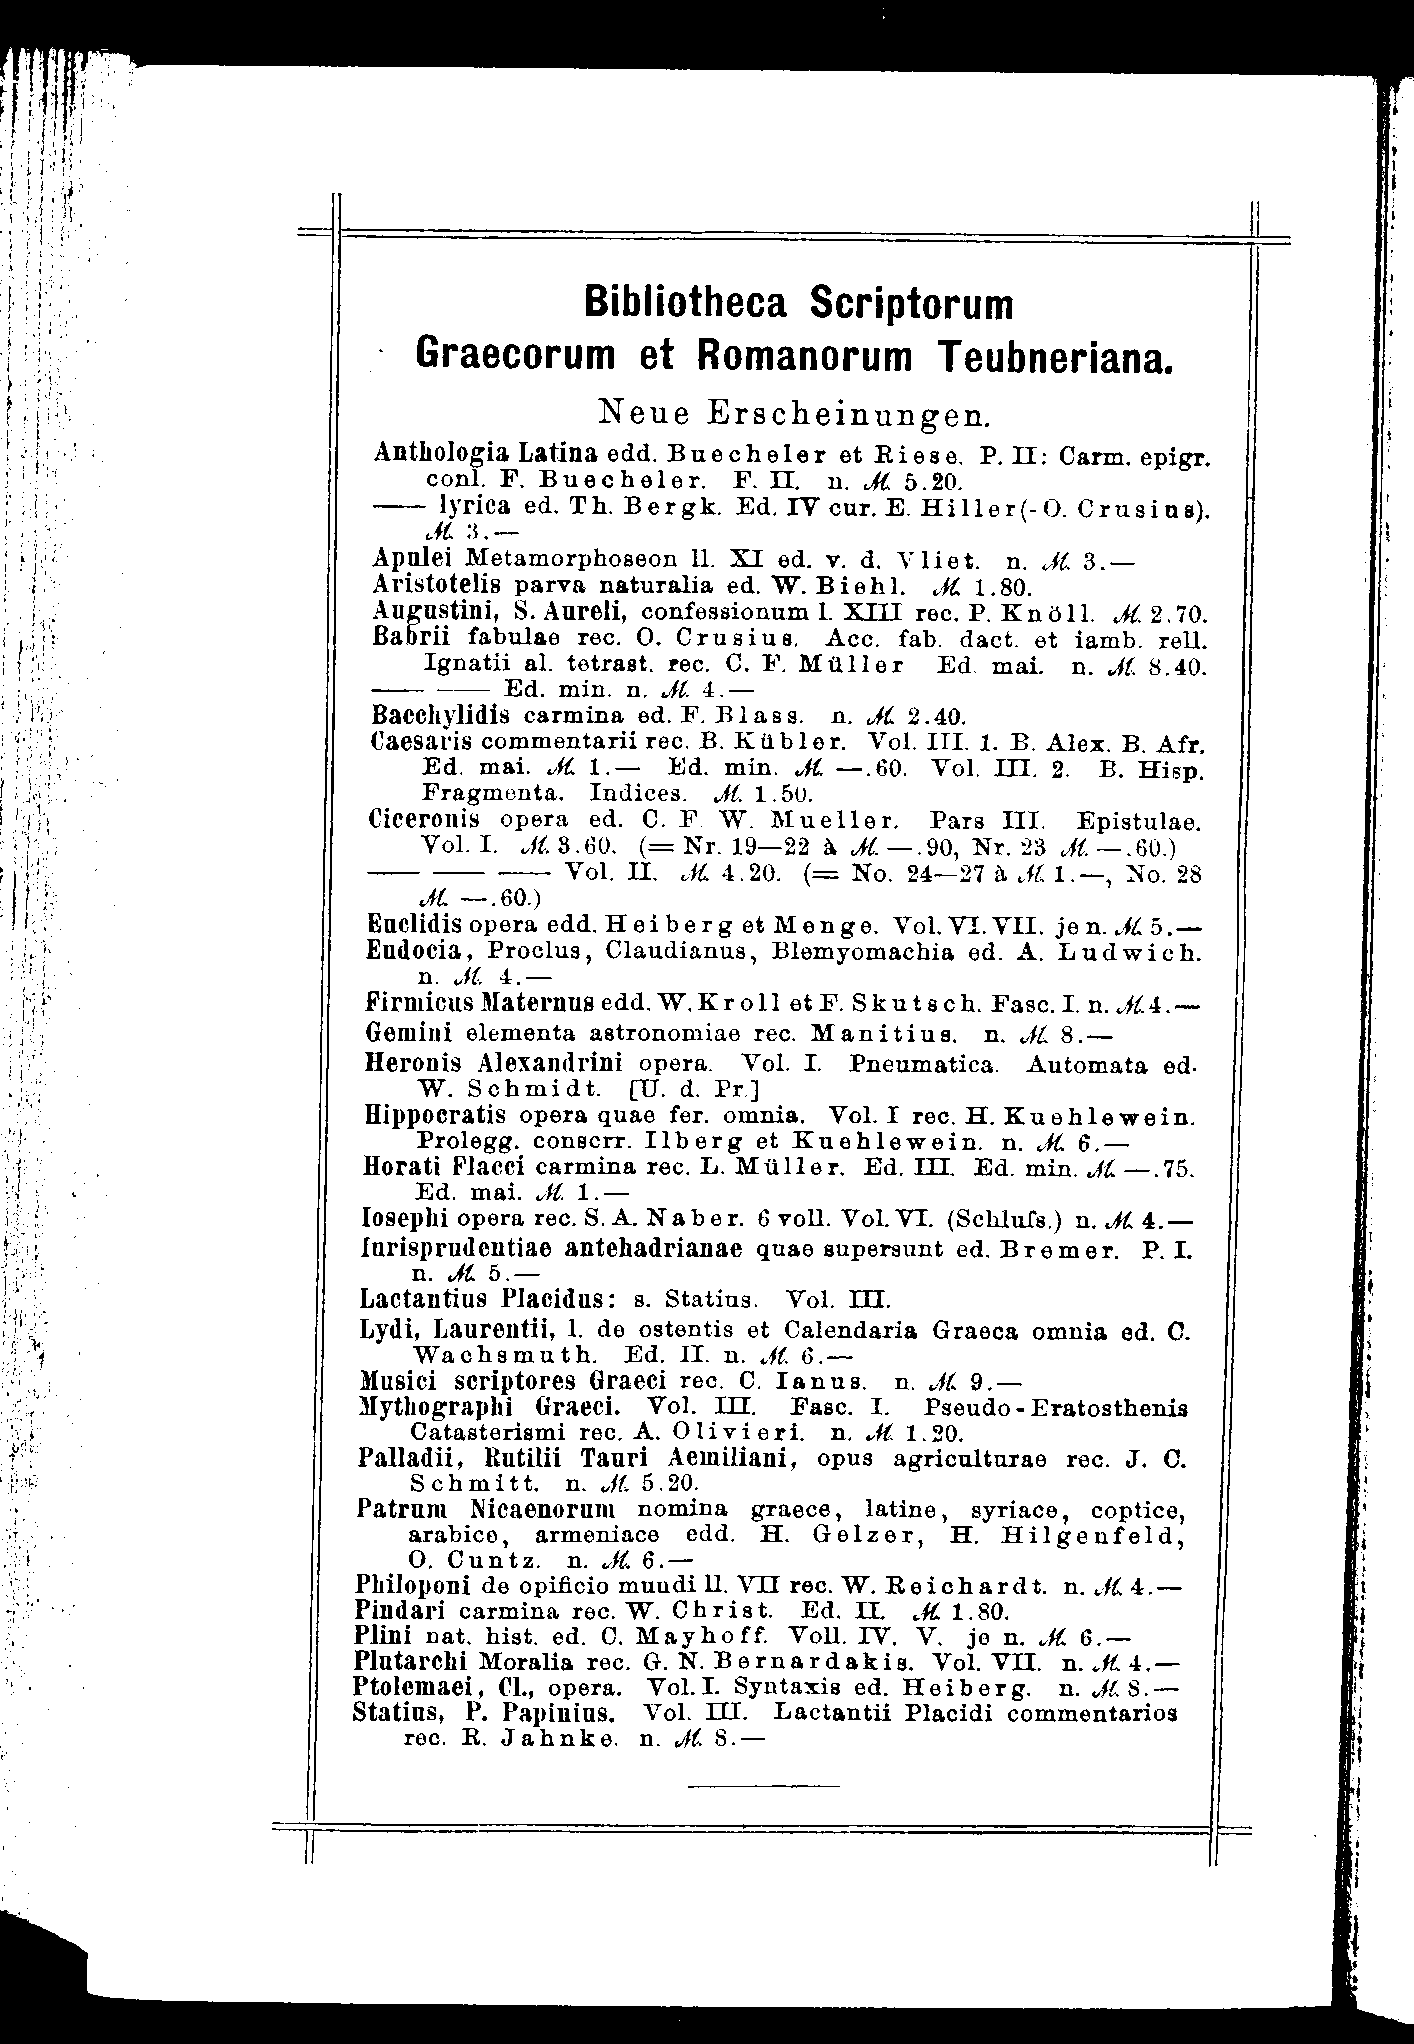 Bibliotheca Scriptorum
Graecorum et Romanorum Teubneriana.
Neue Erscheinungen.
Anthologia Latina edd. Buecheler et Riese. P. II: Carm. epigr.
conl. F. Buecheler. F. II. n. ℳ 5.20.
—— lyrica ed. Th. Bergk. Ed. IV cur. E. Hiller(-O. Crusius).
ℳ 3.—
Apulei Metamorphoseon ll. XI ed. v. d. Vliet. n. ℳ 3.—
Aristotelis parva naturalia ed. W. Biehl. ℳ 1.80.
Augustini, S. Aureli, confessionum l. XIII rec. P. Knöll. ℳ 2.70.
Babrii fabulae rec. O. Crusius. Acc. fab. dact. et iamb. rell.
Ignatii al. tetrast. rec. C. F. Müller Ed. mai. n. ℳ 8.40.
—— —— Ed. min. n. ℳ 4.—
Bacchylidis carmina ed. F. Blass. n. ℳ 2.40.
Caesaris commentarii rec. B. Kübler. Vol. III. 1. B. Alex. B. Afr.
Ed. mai. ℳ 1.— Ed. min. ℳ —.60. Vol. III. 2. B. Hisp.
Fragmenta. Indices. ℳ 1.50.
Ciceronis opera ed. C. F. W. Mueller. Pars III. Epistulae.
Vol. I. ℳ 3.60. (= Nr. 19—22 à ℳ —.90, Nr. 23 ℳ —.60.)
—— —— —— Vol. II. ℳ 4.20. (= No. 24—27 à ℳ 1.—, No. 28
ℳ —.60.)
Euclidis opera edd. Heiberg et Menge. Vol. VI. VII. je n. ℳ 5.—
Eudocia, Proclus, Claudianus, Blemyomachia ed. A. Ludwich.
n. ℳ 4.—
Firmicus Maternus edd. W. Kroll et F. Skutsch. Fasc. I. n. ℳ 4.—
Gemini elementa astronomiae rec. Manitius. n. ℳ 8.—
Heronis Alexandrini opera. Vol. I. Pneumatica. Automata ed.
W. Schmidt. [U. d. Pr.]
Hippocratis opera quae fer. omnia. Vol. I rec. H. Kuehlewein.
Prolegg. conscrr. Ilberg et Kuehlewein. n. ℳ 6.—
Horati Flacci carmina rec. L. Müller. Ed. III. Ed. min. ℳ —.75.
Ed. mai. ℳ 1.—
Iosephi opera rec. S. A. Naber. 6 voll. Vol. VI. (Schluſs.) n. ℳ 4.—
Iurisprudentiae antehadrianae quae supersunt ed. Bremer. P. I.
n. ℳ 5.—
Lactantius Placidus: s. Statius. Vol. III.
Lydi, Laurentii, l. de ostentis et Calendaria Graeca omnia ed. C.
Wachsmuth. Ed. II. n. ℳ 6.—
Musici scriptores Graeci rec. C. Ianus. n. ℳ 9.—
Mythographi Graeci. Vol. III. Fasc. I. Pseudo-Eratosthenis
Catasterismi rec. A. Olivieri. n. ℳ 1.20.
Palladii, Rutilii Tauri Aemiliani, opus agriculturae rec. J. C.
Schmitt. n. ℳ 5.20.
Patrum Nicaenorum nomina graece, latine, syriace, coptice,
arabice, armeniace edd. H. Gelzer, H. Hilgenfeld,
O. Cuntz. n. ℳ 6.—
Philoponi de opificio mundi ll. VII rec. W. Reichardt. n. ℳ 4.—
Pindari carmina rec. W. Christ. Ed. II. ℳ 1.80.
Plini nat. hist. ed. C. Mayhoff. Voll. IV. V. je n. ℳ 6.—
Plutarchi Moralia rec. G. N. Bernardakis. Vol. VII. n. ℳ 4.—
Ptolemaei, Cl., opera. Vol. I. Syntaxis ed. Heiberg. n. ℳ 8.—
Statius, P. Papinius. Vol. III. Lactantii Placidi commentarios
rec. R. Jahnke. n. ℳ 8.—